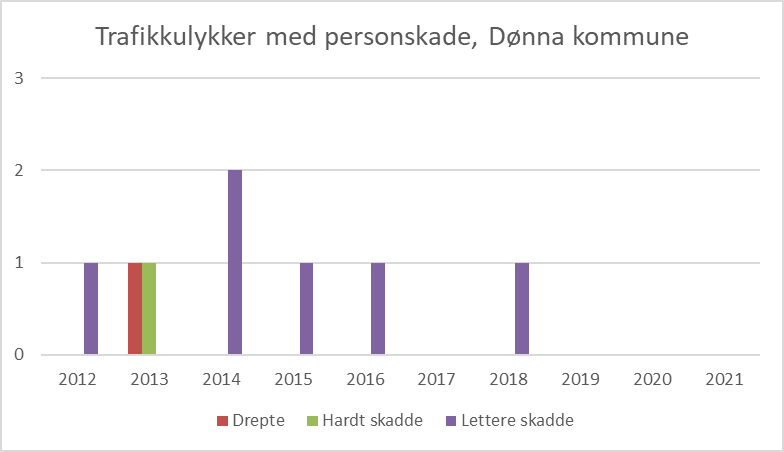 Trafikkulykker med personskade, Dønna kommune
3
2
1
0
2012 2013 2014 2015 2016 2017 2018 2019 2020 2021
Drepte Hardt skadde Lettere skadde